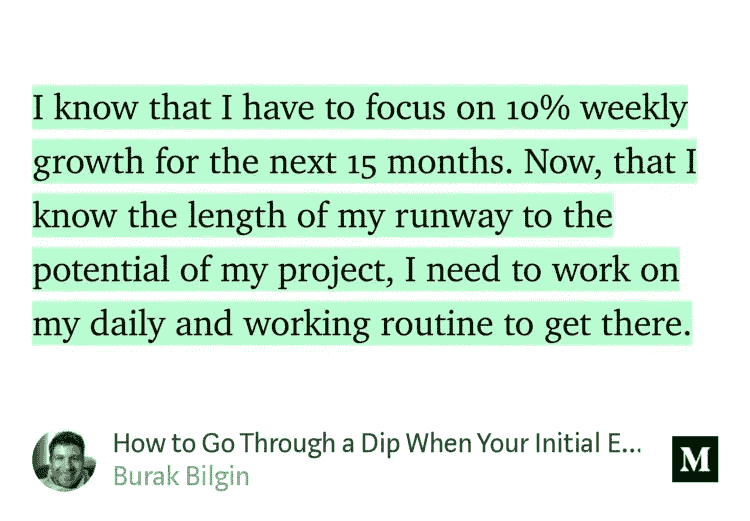 I know that I have to focus on 10% weekly
growth for the next 15 months. Now, that I
know the length of my runway to the
potential of my project, I need to work on
my daily and working routine to get there.
How to Go Through a Dip When Your Initial E…
Burak Bilgin
M